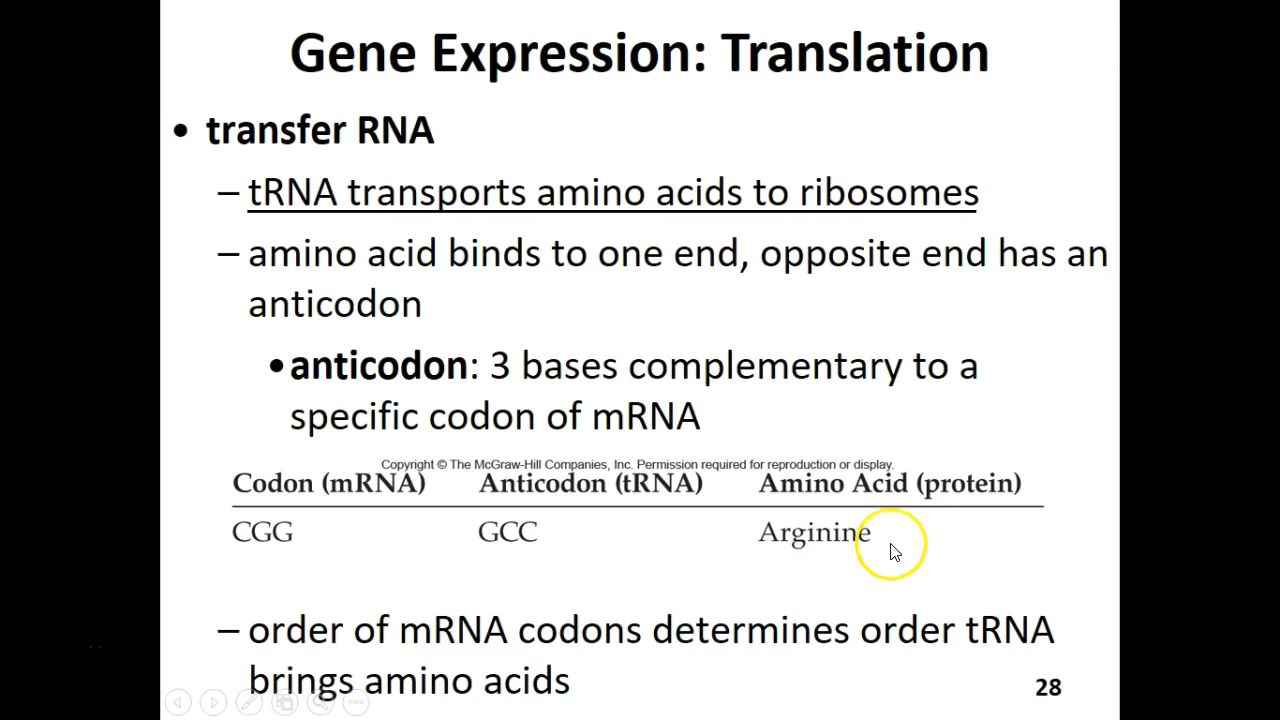 Gene Expression: Translation
• transfer RNA
– tRNA transports amino acids to ribosomes
– amino acid binds to one end, opposite end has an
anticodon
•anticodon: 3 bases complementary to a
specific codon of mRNA
Copyright © The McGraw-Hill Companies, Inc. Permission required for reproduction or display.
Codon (mRNA) Anticodon (tRNA) Amino Acid (protein)
CGG GCC Arginine
– order of mRNA codons determines order tRNA
brings amino acids
28